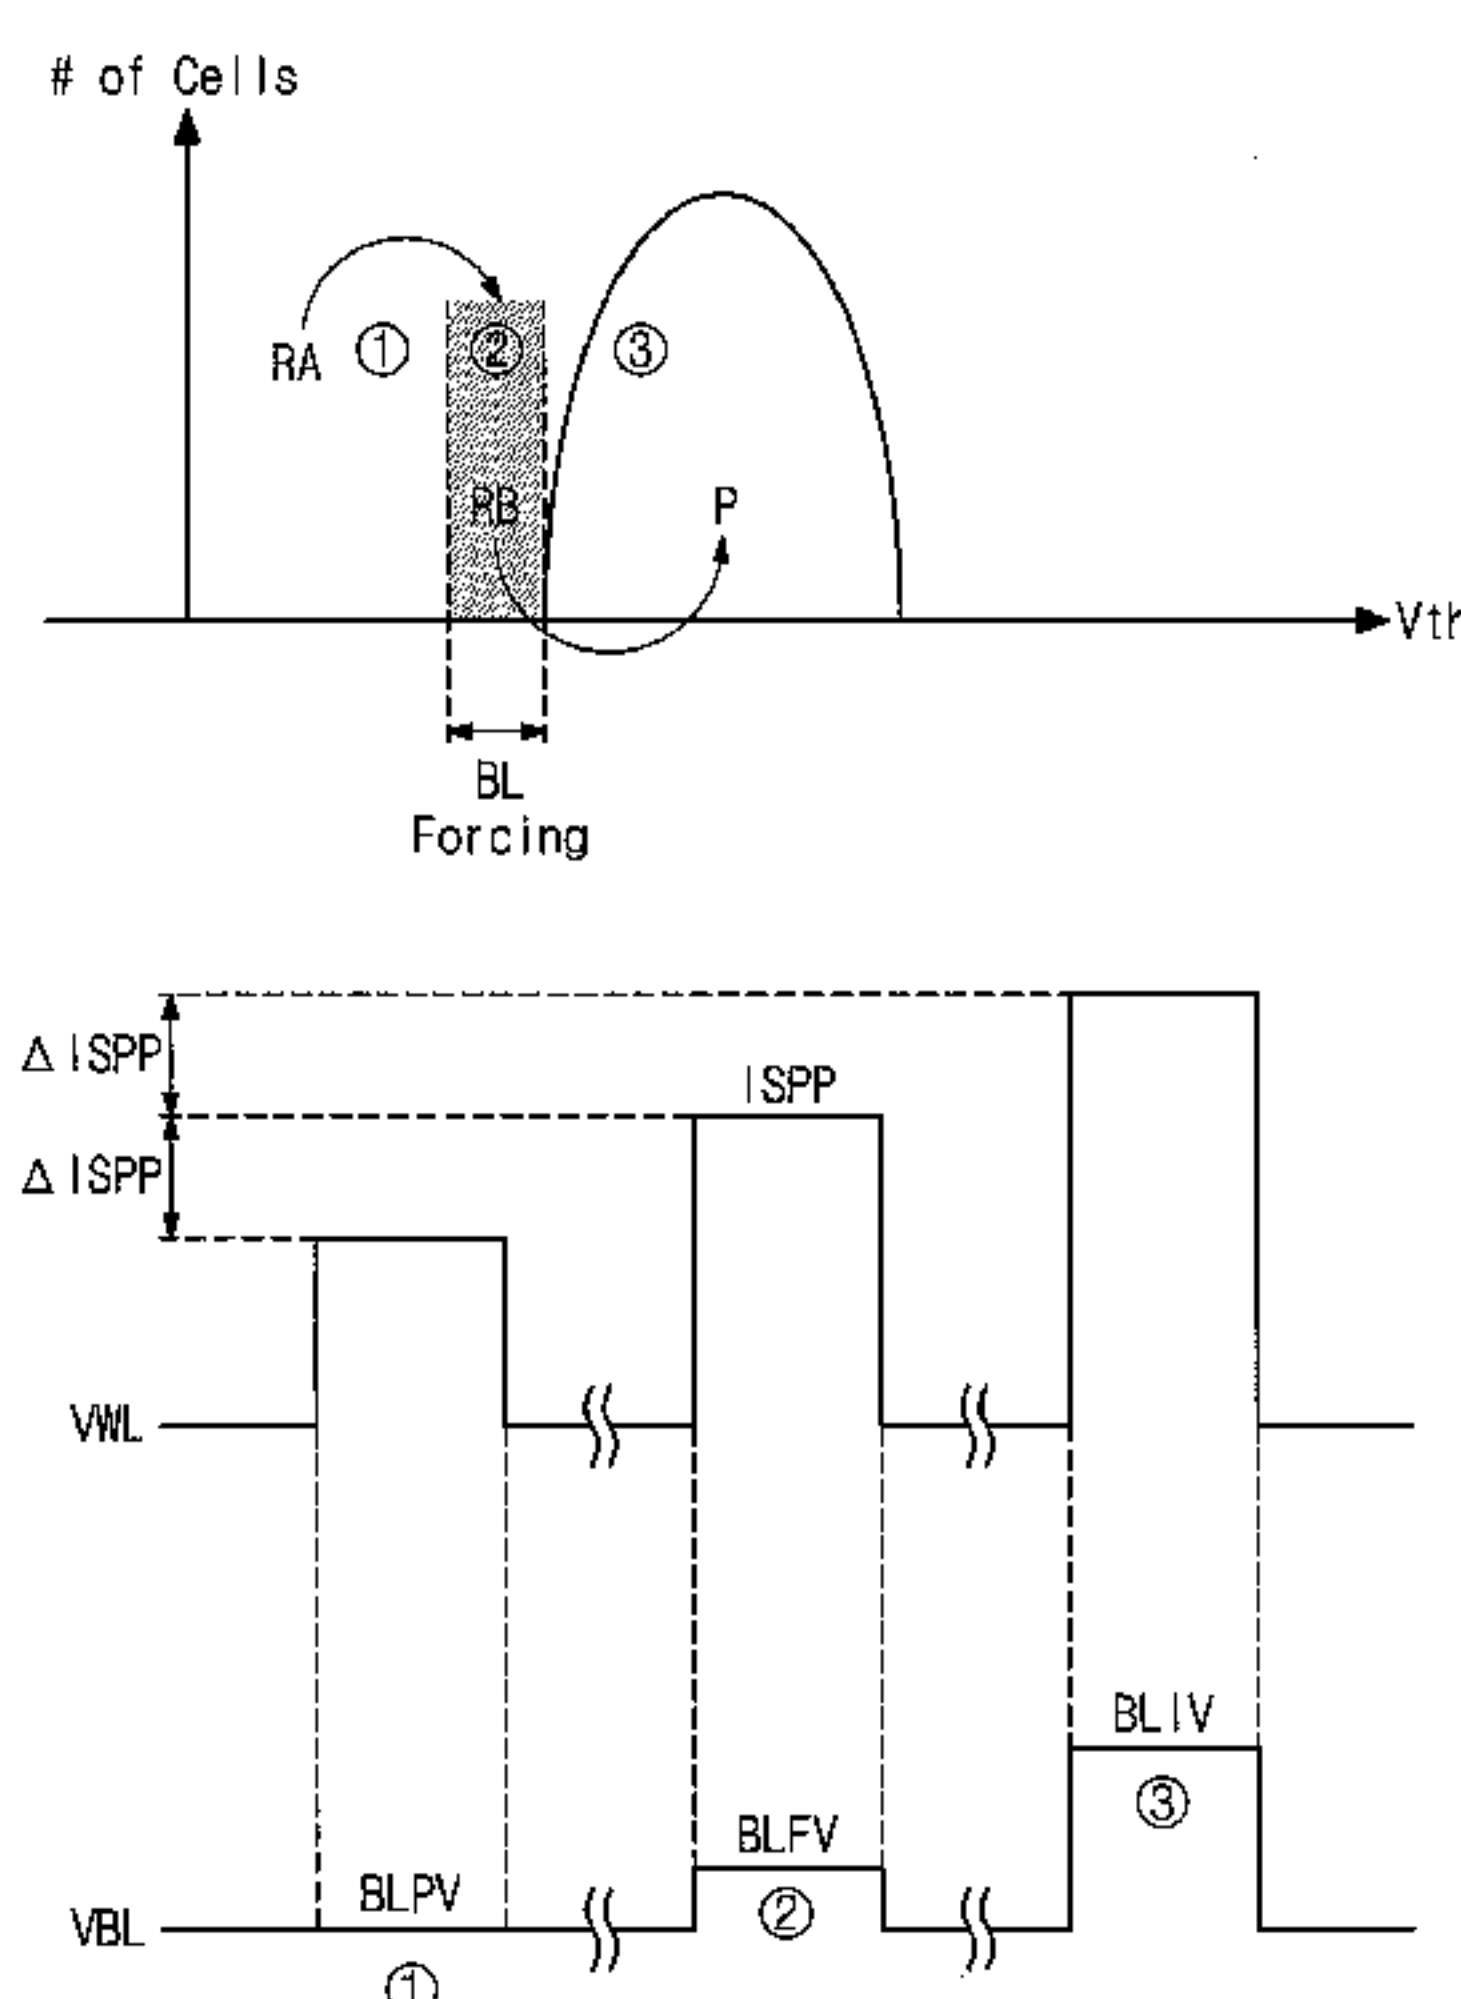 # of Cells
RA ① ② ③
RB P
Vth
BL
Forcing
Δ ISPP
ISPP
Δ ISPP
VWL
BLIV
③
BLFV
②
BLPV
VBL
①